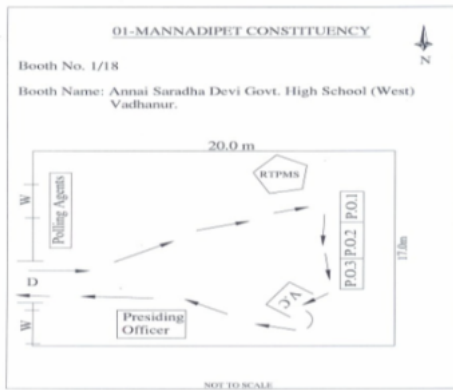 01-MANNADIPET CONSTITUENCY
N
Booth No. 1/18
Booth Name: Annai Saradha Devi Govt. High School (West)
Vadhanur.
20.0 m
RTPMS
W
Polling Agents
P.O.1
P.O.2
P.O.3
17.0m
D
V.C
Presiding
Officer
W
NOT TO SCALE